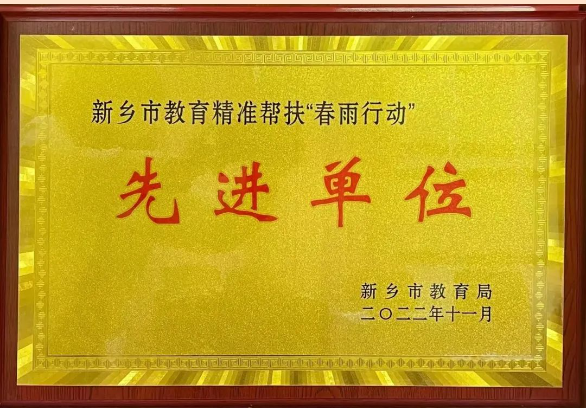 新乡市教育精准帮扶“春雨行动”
先进单位
新乡市教育局
二〇二二年十一月